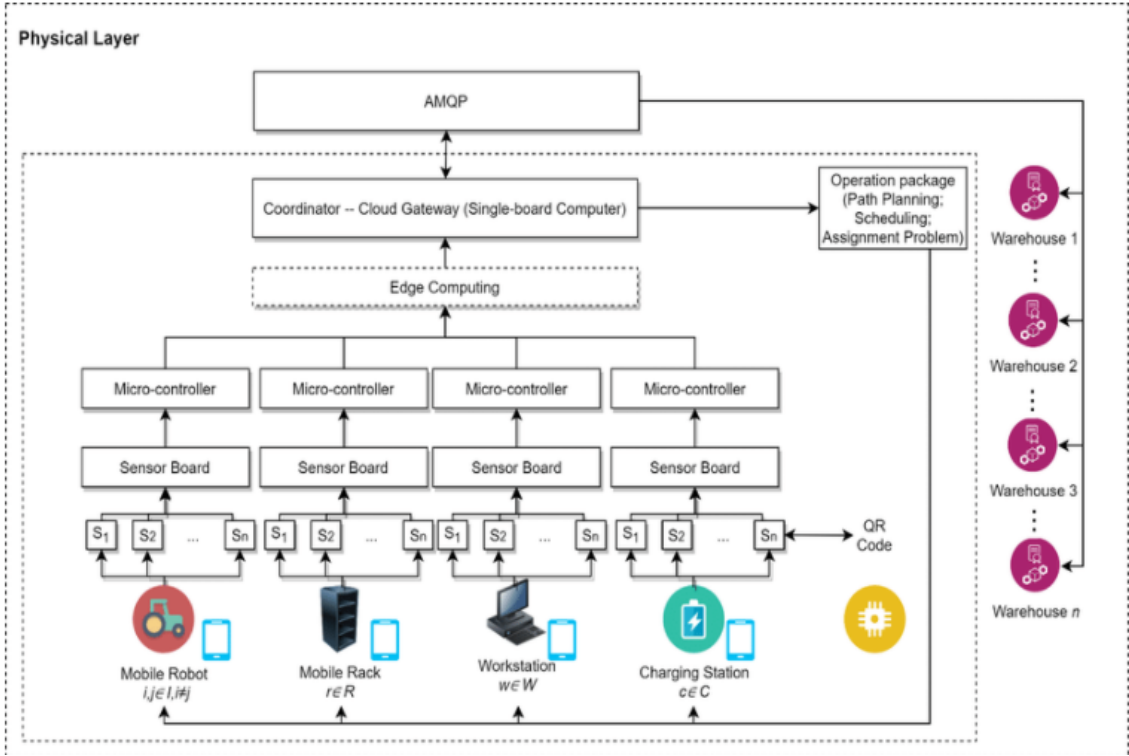 Physical Layer
AMQP
Coordinator -- Cloud Gateway (Single-board Computer)
Operation package
(Path Planning;
Scheduling;
Assignment Problem)
Edge Computing
Micro-controller
Micro-controller
Micro-controller
Micro-controller
Sensor Board
Sensor Board
Sensor Board
Sensor Board
S1 S2 ... Sn
S1 S2 ... Sn
S1 S2 ... Sn
S1 S2 ... Sn
QR
Code
Mobile Robot
i,j∈I,i≠j
Mobile Rack
r∈R
Workstation
w∈W
Charging Station
c∈C
Warehouse 1
Warehouse 2
Warehouse 3
Warehouse n